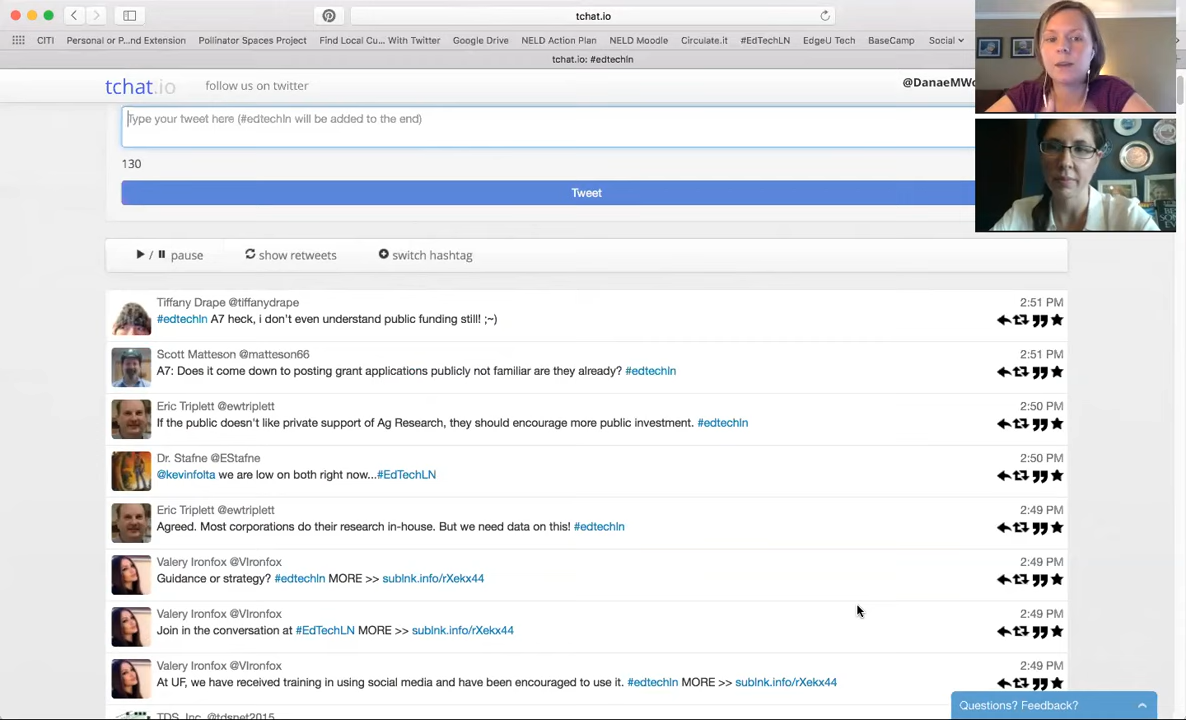 tchat.io
CITI Personal or P...nd Extension Pollinator Spaces Project Find Local Cu... With Twitter Google Drive NELD Action Plan NELD Moodle Circulate.it #EdTechLN EdgeU Tech BaseCamp Social
tchat.io: #edtechln
tchat.io follow us on twitter @DanaeMWo
Type your tweet here (#edtechln will be added to the end)
130
Tweet
/ pause show retweets switch hashtag
Tiffany Drape @tiffanydrape 2:51 PM
#edtechln A7 heck, i don't even understand public funding still! ;~)
Scott Matteson @matteson66 2:51 PM
A7: Does it come down to posting grant applications publicly not familiar are they already? #edtechln
Eric Triplett @ewtriplett 2:50 PM
If the public doesn't like private support of Ag Research, they should encourage more public investment. #edtechln
Dr. Stafne @EStafne 2:50 PM
@kevinfolta we are low on both right now...#EdTechLN
Eric Triplett @ewtriplett 2:49 PM
Agreed. Most corporations do their research in-house. But we need data on this! #edtechln
Valery Ironfox @VIronfox 2:49 PM
Guidance or strategy? #edtechln MORE >> sublnk.info/rXekx44
Valery Ironfox @VIronfox 2:49 PM
Join in the conversation at #EdTechLN MORE >> sublnk.info/rXekx44
Valery Ironfox @VIronfox 2:49 PM
At UF, we have received training in using social media and have been encouraged to use it. #edtechln MORE >> sublnk.info/rXekx44
TDS, Inc. @tdsnet2015
Questions? Feedback?